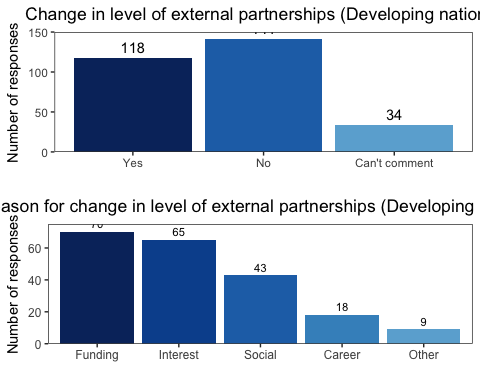 Change in level of external partnerships (Developing nation
Number of responses
150
100
50
0
118
34
Yes
No
Can't comment
ason for change in level of external partnerships (Developing
Number of responses
60
40
20
0
70
65
43
18
9
Funding
Interest
Social
Career
Other